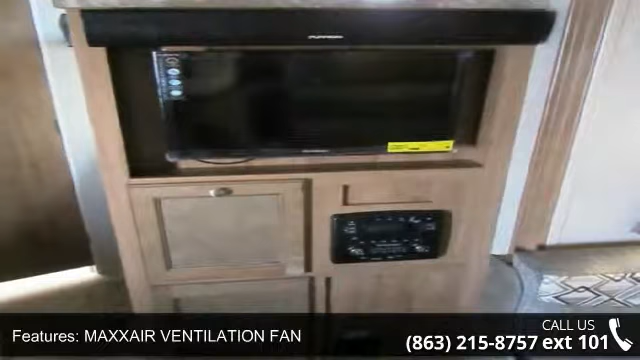 Features: MAXXAIR VENTILATION FAN
CALL US
(863) 215-8757 ext 101